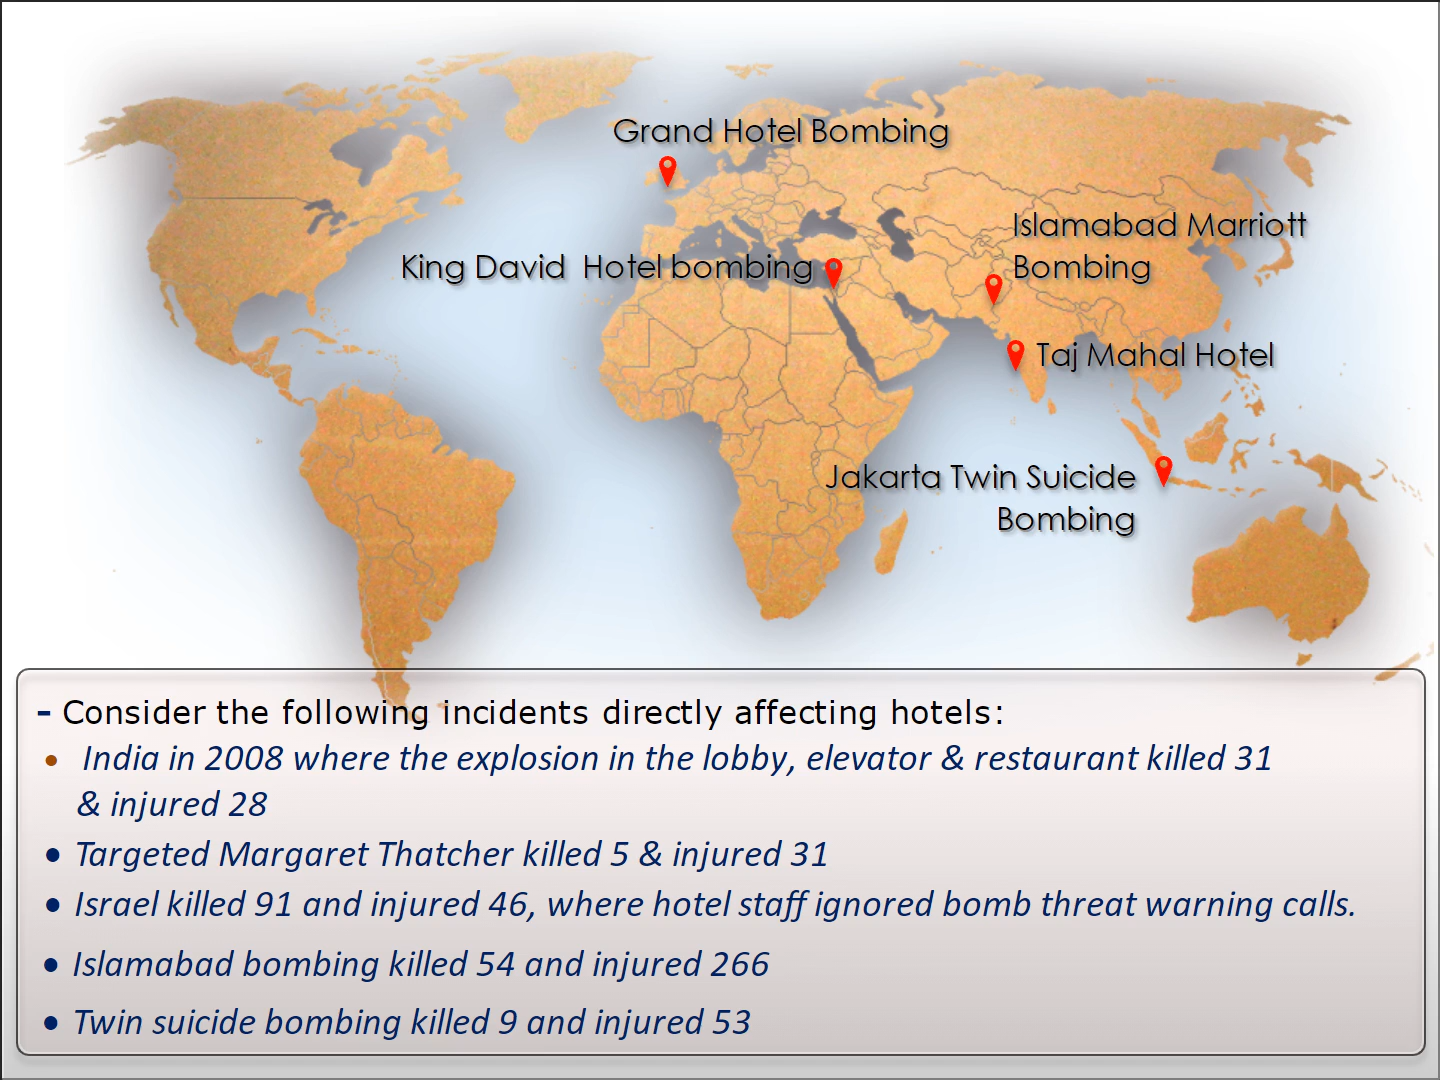 Grand Hotel Bombing
Islamabad Marriott
Bombing
King David  Hotel bombing
Taj Mahal Hotel
Jakarta Twin Suicide
Bombing
- Consider the following incidents directly affecting hotels:
• India in 2008 where the explosion in the lobby, elevator & restaurant killed 31
& injured 28
• Targeted Margaret Thatcher killed 5 & injured 31
• Israel killed 91 and injured 46, where hotel staff ignored bomb threat warning calls.
• Islamabad bombing killed 54 and injured 266
• Twin suicide bombing killed 9 and injured 53